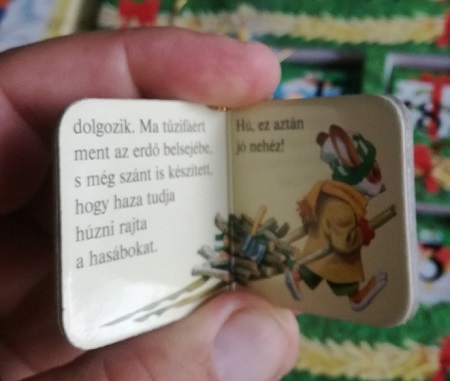 dolgozik. Ma tűzifáért
ment az erdő belsejébe,
s még szánt is készített,
hogy haza tudja
húzni rajta
a hasábokat.
Hú, ez aztán
jó nehéz!